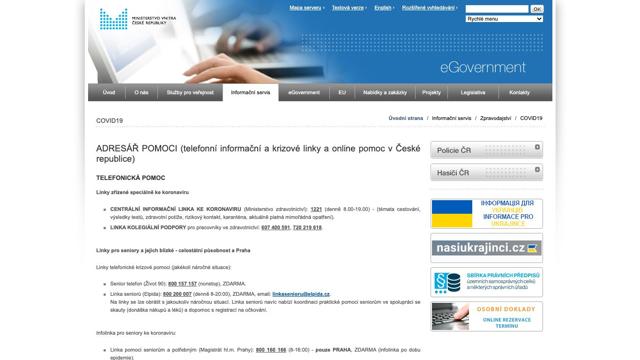 MINISTERSTVO VNITRA
ČESKÉ REPUBLIKY
Mapa serveru
Textová verze
English
Rozšířené vyhledávání
OK
Rychlé menu
eGovernment
Úvod
O nás
Služby pro veřejnost
Informační servis
eGovernment
EU
Nabídky a zakázky
Projekty
Legislativa
Kontakty
COVID19
Úvodní strana / Informační servis / Zpravodajství / COVID19
ADRESÁŘ POMOCI (telefonní informační a krizové linky a online pomoc v České
republice)
TELEFONICKÁ POMOC
Linky zřízené speciálně ke koronaviru
CENTRÁLNÍ INFORMAČNÍ LINKA KE KORONAVIRU (Ministerstvo zdravotnictví): 1221 (denně 8.00-19.00) - (témata cestování,
výsledky testů, zdravotní potíže, rizikový kontakt, karanténa, aktuálně platná mimořádná opatření).
LINKA KOLEGIÁLNÍ PODPORY pro pracovníky ve zdravotnictví: 607 400 591, 720 219 618.
Linky pro seniory a jejich blízké - celostátní působnost a Praha
Linky telefonické krizové pomoci (jakékoli náročné situace):
Senior telefon (Život 90): 800 157 157 (nonstop), ZDARMA.
Linka seniorů (Elpida): 800 200 007 (denně 8-20:00), ZDARMA, email: linkasenioru@elpida.cz.
Na linky se lze obrátit s jakoukoliv náročnou situací. Linka seniorů navíc nabízí koordinaci praktické pomoci seniorům ve spolupráci se
skauty (donáška nákupů a léků) a doprovoz s registrací na očkování.
Infolinka pro seniory ke koronaviru:
Linka pomoci seniorům a potřebným (Magistrát hl.m. Prahy): 800 160 166 (8-16:00) - pouze PRAHA, ZDARMA (infolinka po dobu
epidemie).
Policie ČR
Hasiči ČR
ІНФОРМАЦІЯ ДЛЯ
УКРАЇНЦІВ
INFORMACE PRO
UKRAJINCE
nasiukrajinci.cz
SBÍRKA PRÁVNÍCH PŘEDPISŮ
územních samosprávných celků
a některých správních úřadů
OSOBNÍ DOKLADY
ONLINE REZERVACE
TERMÍNU